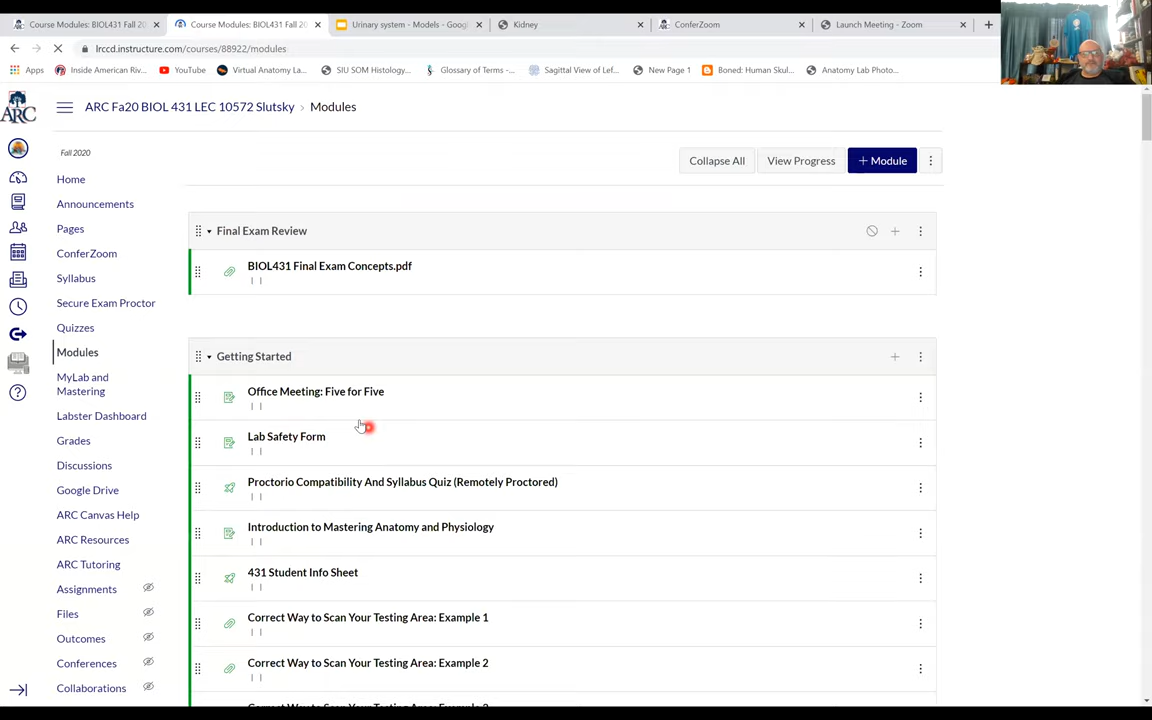 Course Modules: BIOL431 Fall 20
Course Modules: BIOL431 Fall 20
Urinary system - Models - Goog
Kidney
ConferZoom
Launch Meeting - Zoom
lrccd.instructure.com/courses/88922/modules
Apps
Inside American Riv...
YouTube
Virtual Anatomy La...
SIU SOM Histology...
Glossary of Terms -...
Sagittal View of Lef...
New Page 1
Boned: Human Skul...
Anatomy Lab Photo...
ARC
ARC Fa20 BIOL 431 LEC 10572 Slutsky > Modules
Fall 2020
Collapse All
View Progress
+ Module
Home
Announcements
Pages
ConferZoom
Syllabus
Secure Exam Proctor
Quizzes
Modules
MyLab and
Mastering
Labster Dashboard
Grades
Discussions
Google Drive
ARC Canvas Help
ARC Resources
ARC Tutoring
Assignments
Files
Outcomes
Conferences
Collaborations
Final Exam Review
BIOL431 Final Exam Concepts.pdf
| |
Getting Started
Office Meeting: Five for Five
| |
Lab Safety Form
| |
Proctorio Compatibility And Syllabus Quiz (Remotely Proctored)
| |
Introduction to Mastering Anatomy and Physiology
| |
431 Student Info Sheet
| |
Correct Way to Scan Your Testing Area: Example 1
| |
Correct Way to Scan Your Testing Area: Example 2
| |